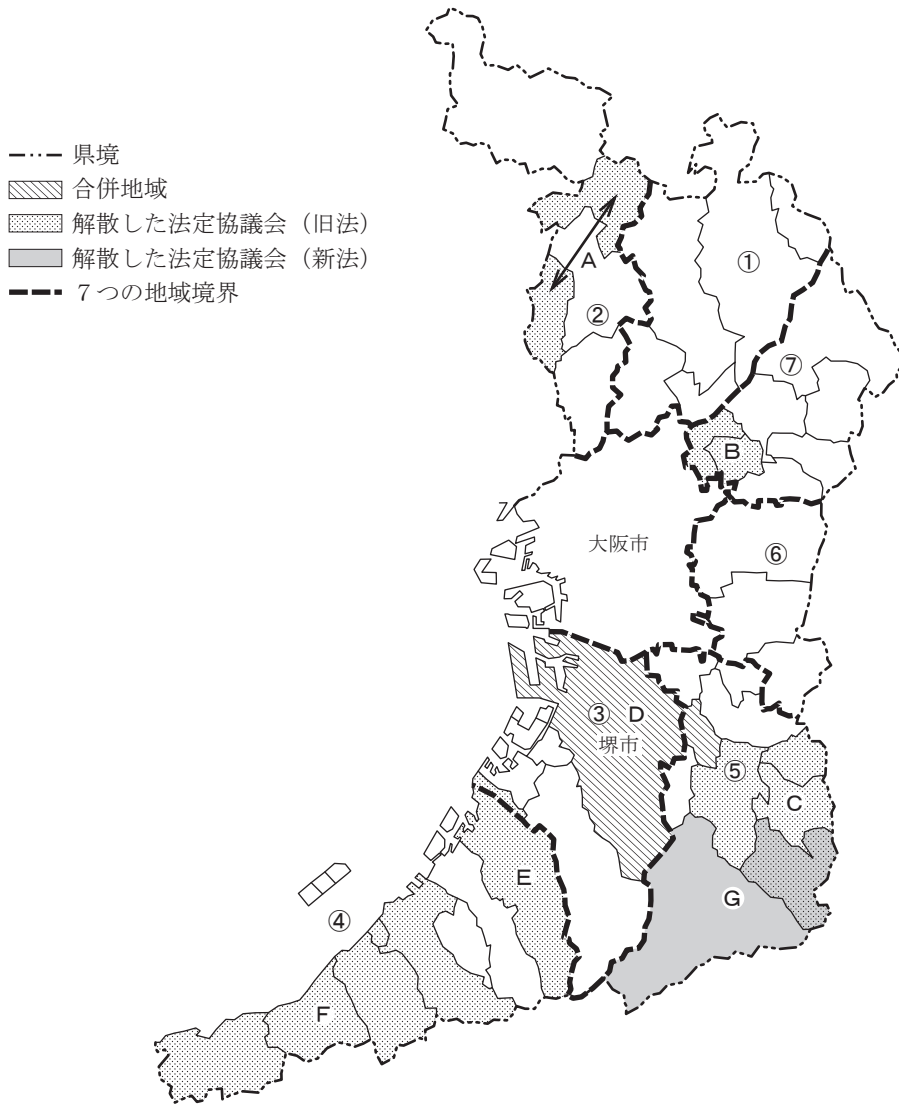 県境
合併地域
解散した法定協議会（旧法）
解散した法定協議会（新法）
７つの地域境界
①
A
②
⑦
B
大阪市
⑥
③ D
堺市
⑤
C
E
G
④
F